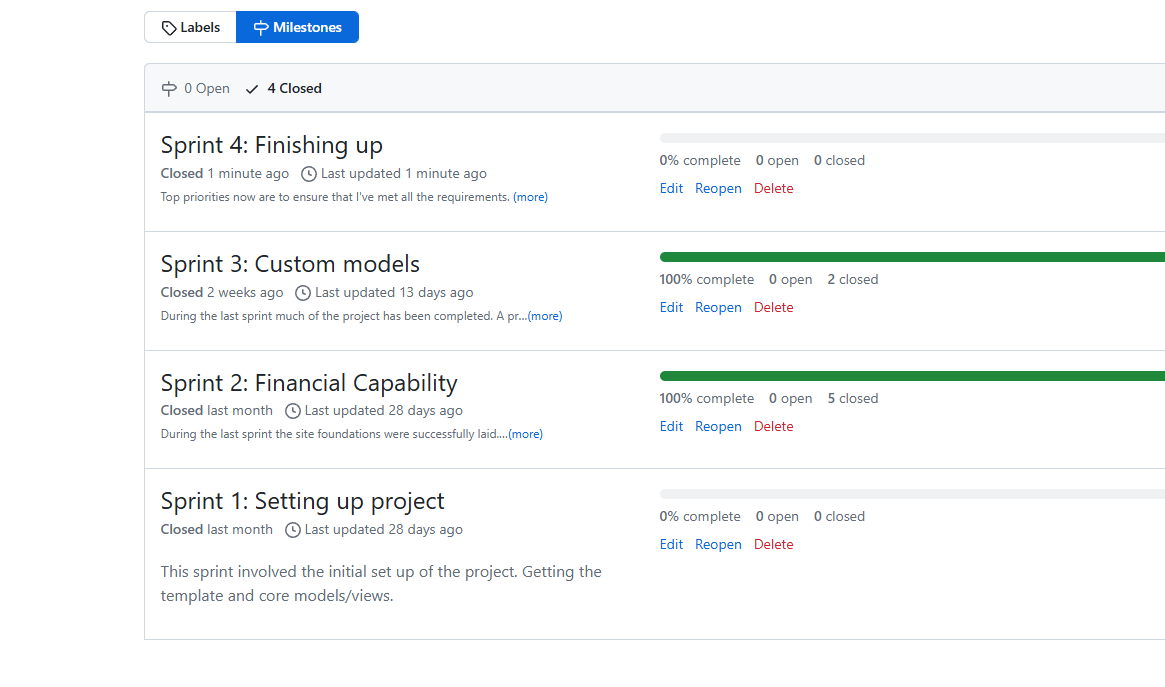 Labels Milestones
0 Open 4 Closed
Sprint 4: Finishing up
Closed 1 minute ago Last updated 1 minute ago
Top priorities now are to ensure that I've met all the requirements. (more)
0% complete 0 open 0 closed
Edit Reopen Delete
Sprint 3: Custom models
Closed 2 weeks ago Last updated 13 days ago
During the last sprint much of the project has been completed. A pr...(more)
100% complete 0 open 2 closed
Edit Reopen Delete
Sprint 2: Financial Capability
Closed last month Last updated 28 days ago
During the last sprint the site foundations were successfully laid....(more)
100% complete 0 open 5 closed
Edit Reopen Delete
Sprint 1: Setting up project
Closed last month Last updated 28 days ago
This sprint involved the initial set up of the project. Getting the
template and core models/views.
0% complete 0 open 0 closed
Edit Reopen Delete